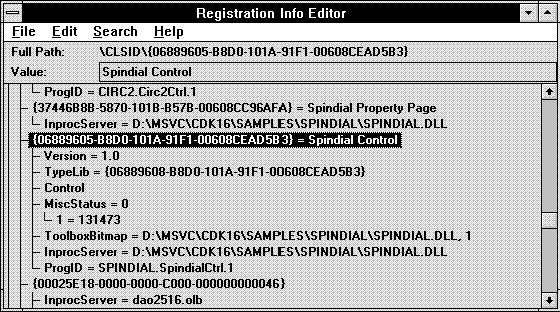 Registration Info Editor
File Edit Search Help
Full Path: \CLSID\{06889605-B8D0-101A-91F1-00608CEAD5B3}
Value: Spindial Control
ProgID = CIRC2.Circ2Ctrl.1
{37446B8B-5870-101B-B57B-00608CC96AFA} = Spindial Property Page
InprocServer = D:\MSVC\CDK16\SAMPLES\SPINDIAL\SPINDIAL.DLL
{06889605-B8D0-101A-91F1-00608CEAD5B3} = Spindial Control
Version = 1.0
TypeLib = {06889608-B8D0-101A-91F1-00608CEAD5B3}
Control
MiscStatus = 0
1 = 131473
ToolboxBitmap = D:\MSVC\CDK16\SAMPLES\SPINDIAL\SPINDIAL.DLL, 1
InprocServer = D:\MSVC\CDK16\SAMPLES\SPINDIAL\SPINDIAL.DLL
ProgID = SPINDIAL.SpindialCtrl.1
{00025E18-0000-0000-C000-000000000046}
InprocServer = dao2516.olb